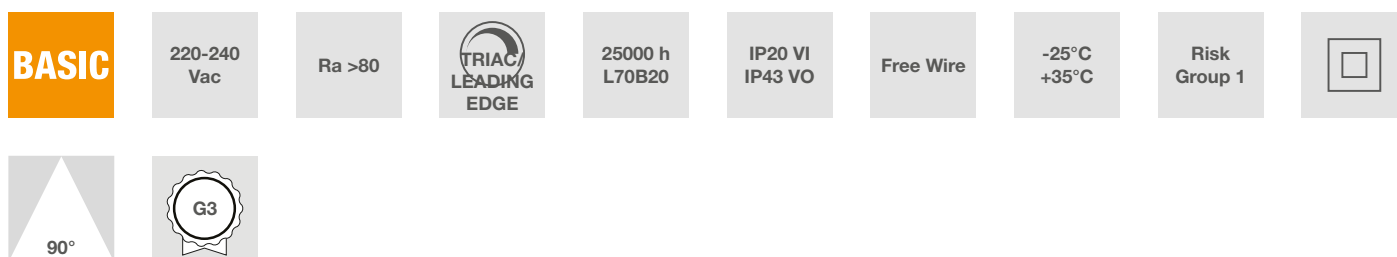 BASIC
220-240
Vac
Ra >80
TRIAC/
LEADING
EDGE
25000 h
L70B20
IP20 VI
IP43 VO
Free Wire
-25°C
+35°C
Risk
Group 1
90°
G3